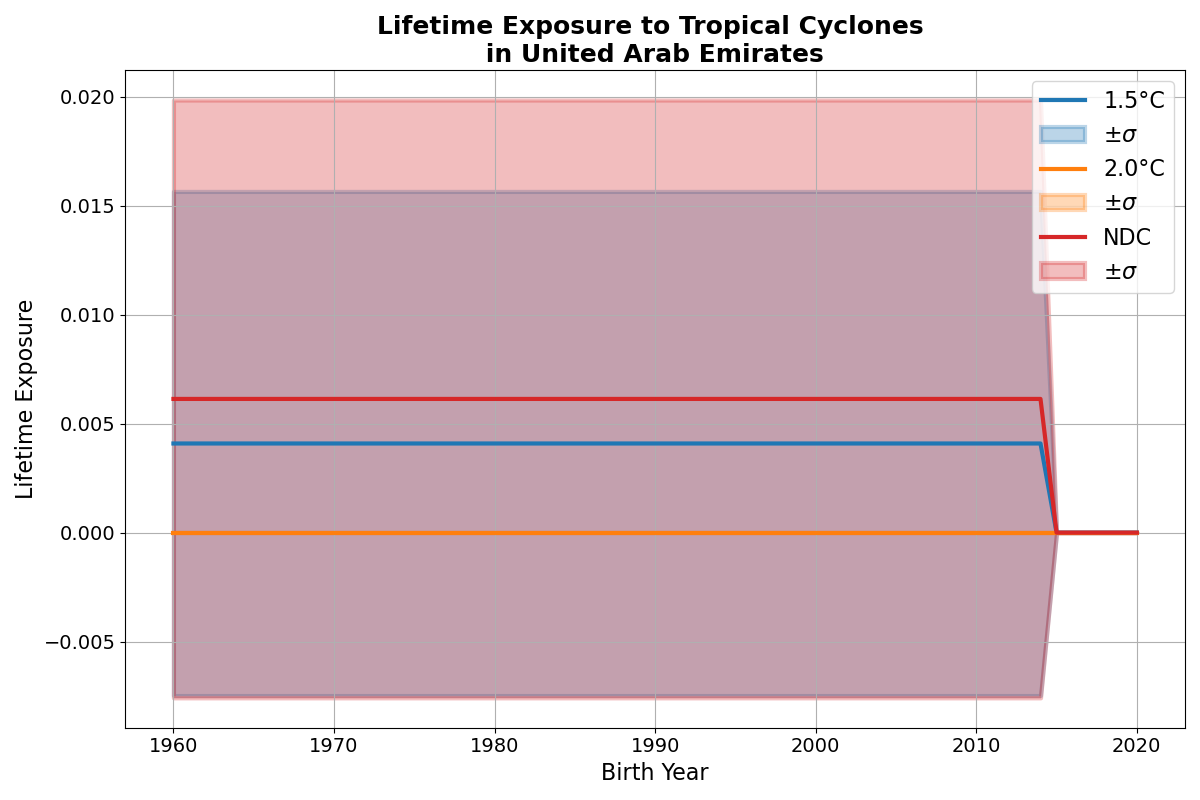 Lifetime Exposure to Tropical Cyclones
in United Arab Emirates
0.020
0.015
0.010
0.005
0.000
−0.005
Lifetime Exposure
1960
1970
1980
1990
2000
2010
2020
Birth Year
1.5°C
±σ
2.0°C
±σ
NDC
±σ